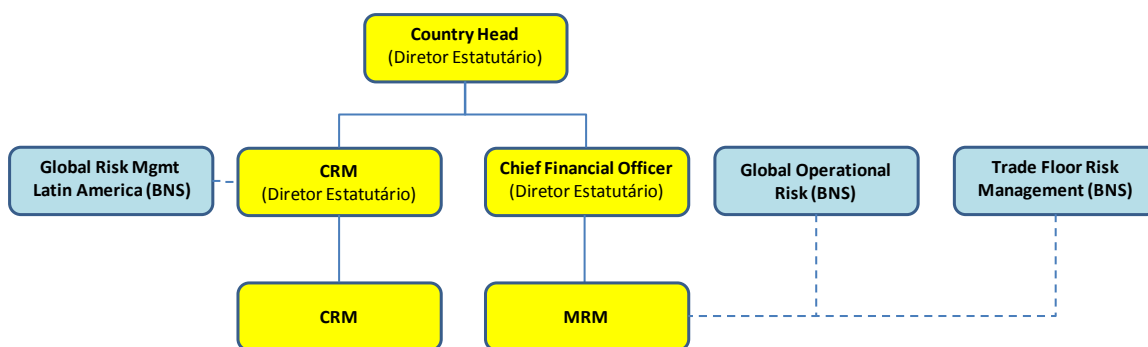 Country Head
(Diretor Estatutário)
Global Risk Mgmt
Latin America (BNS)
CRM
(Diretor Estatutário)
Chief Financial Officer
(Diretor Estatutário)
Global Operational
Risk (BNS)
Trade Floor Risk
Management (BNS)
CRM
MRM